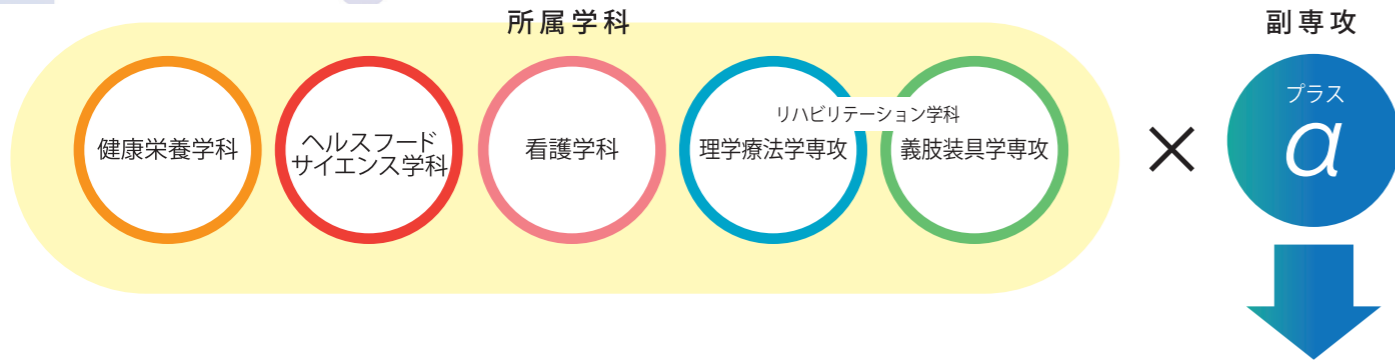 所属学科
副専攻
健康栄養学科
ヘルスフード
サイエンス学科
看護学科
リハビリテーション学科
理学療法学専攻
義肢装具学専攻
×
プラス
α